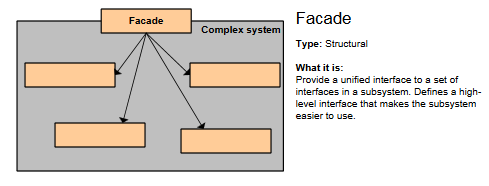 Facade
Complex system
Facade
Type: Structural
What it is:
Provide a unified interface to a set of
interfaces in a subsystem. Defines a high-
level interface that makes the subsystem
easier to use.